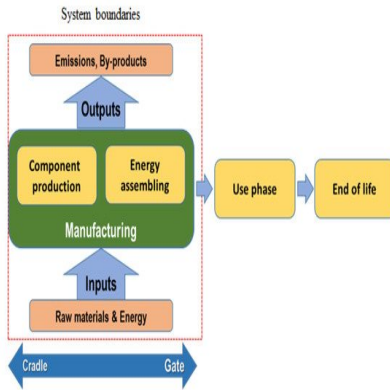 System boundaries
Emissions, By-products
Outputs
Component
production
Energy
assembling
Manufacturing
Use phase
End of life
Inputs
Raw materials & Energy
Cradle
Gate